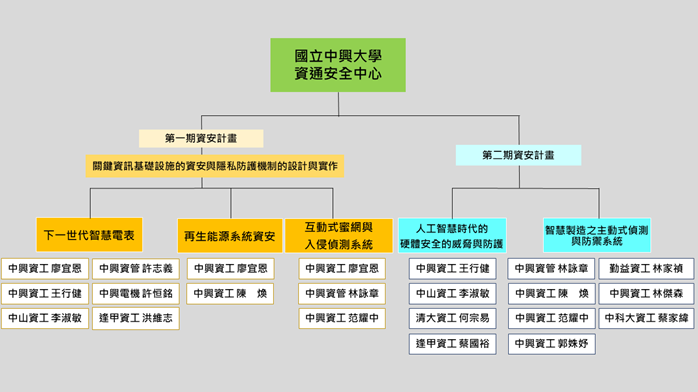 國立中興大學
資通安全中心
第一期資安計畫
關鍵資訊基礎設施的資安與隱私防護機制的設計與實作
第二期資安計畫
下一世代智慧電表
再生能源系統資安
互動式蜜網與
入侵偵測系統
人工智慧時代的
硬體安全的威脅與防護
智慧製造之主動式偵測
與防禦系統
中興資工 廖宜恩
中興資工 王行健
中山資工 李淑敏
中興資管 許志義
中興電機 許恒銘
逢甲資工 洪維志
中興資工 廖宜恩
中興資工 陳 煥
中興資工 廖宜恩
中興資管 林詠章
中興資工 范耀中
中興資工 王行健
中山資工 李淑敏
清大資工 何宗易
逢甲資工 蔡國裕
中興資管 林詠章
中興資工 陳 煥
中興資工 范耀中
中興資工 郭姝妤
勤益資工 林家禎
中興資工 林傑森
中科大資工 蔡家緯